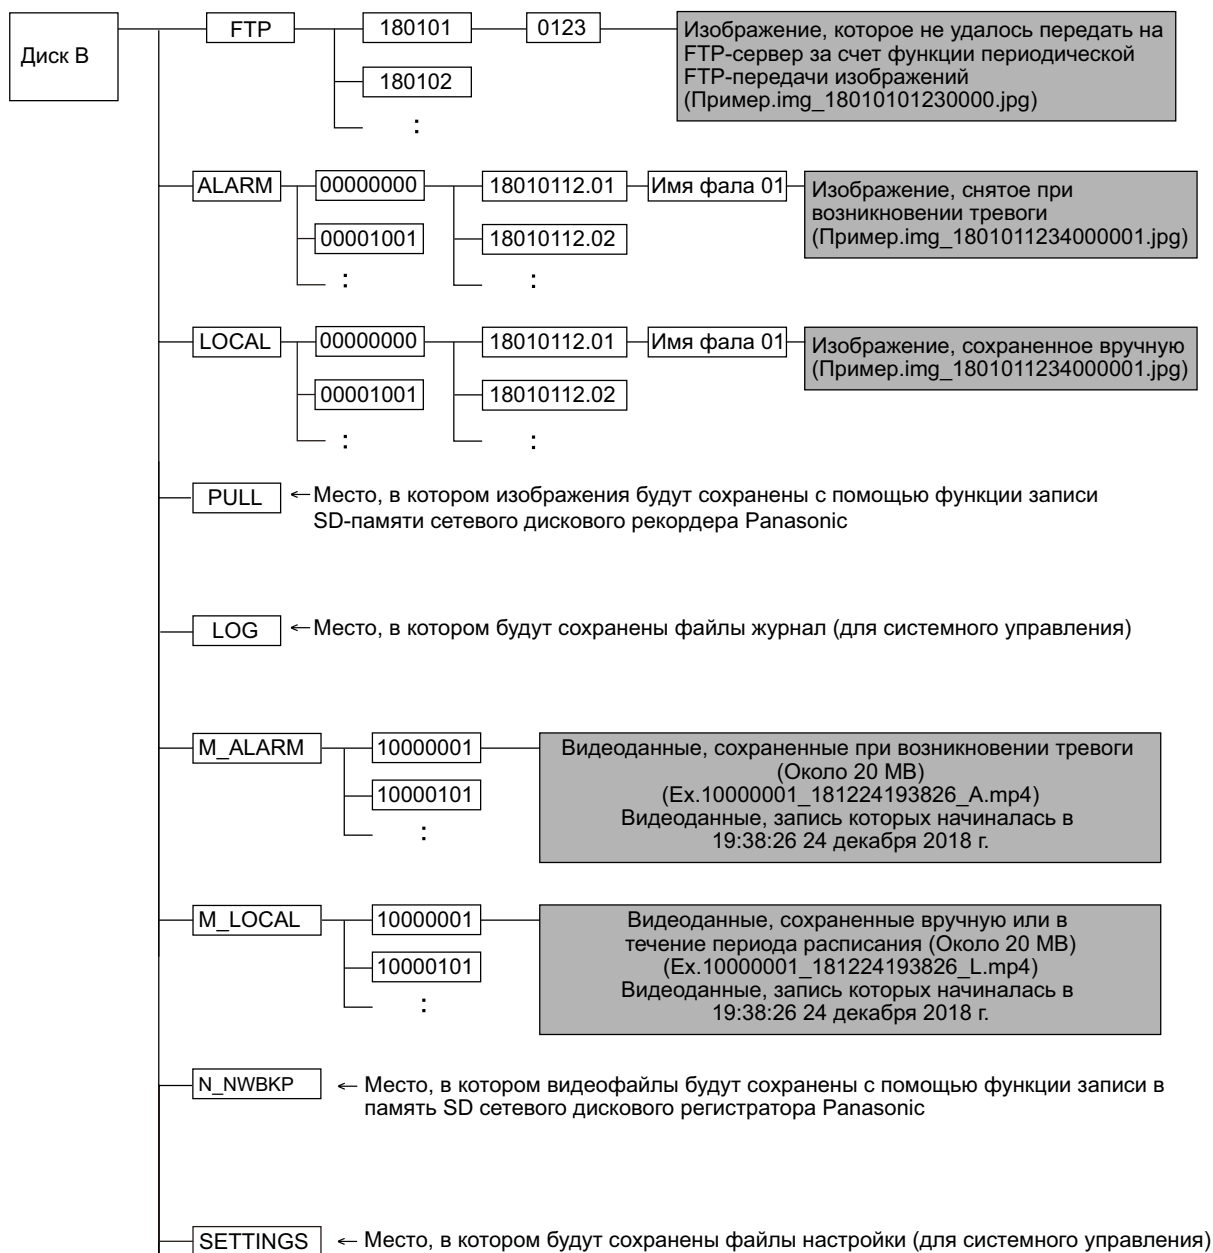 Диск B
FTP
180101
0123
Изображение, которое не удалось передать на
FTP-сервер за счет функции периодической
FTP-передачи изображений
(Пример.img_18010101230000.jpg)
180102
:
ALARM
00000000
18010112.01
Имя фала 01
Изображение, снятое при
возникновении тревоги
(Пример.img_1801011234000001.jpg)
00001001
18010112.02
:
:
LOCAL
00000000
18010112.01
Имя фала 01
Изображение, сохраненное вручную
(Пример.img_1801011234000001.jpg)
00001001
18010112.02
:
:
PULL
←Место, в котором изображения будут сохранены с помощью функции записи
SD-памяти сетевого дискового рекордера Panasonic
LOG
←Место, в котором будут сохранены файлы журнал (для системного управления)
M_ALARM
10000001
Видеоданные, сохраненные при возникновении тревоги
(Около 20 MB)
(Ex.10000001_181224193826_A.mp4)
Видеоданные, запись которых начиналась в
19:38:26 24 декабря 2018 г.
10000101
:
M_LOCAL
10000001
Видеоданные, сохраненные вручную или в
течение периода расписания (Около 20 MB)
(Ex.10000001_181224193826_L.mp4)
Видеоданные, запись которых начиналась в
19:38:26 24 декабря 2018 г.
10000101
:
N_NWBKP
← Место, в котором видеофайлы будут сохранены с помощью функции записи в
память SD сетевого дискового регистратора Panasonic
SETTINGS
← Место, в котором будут сохранены файлы настройки (для системного управления)